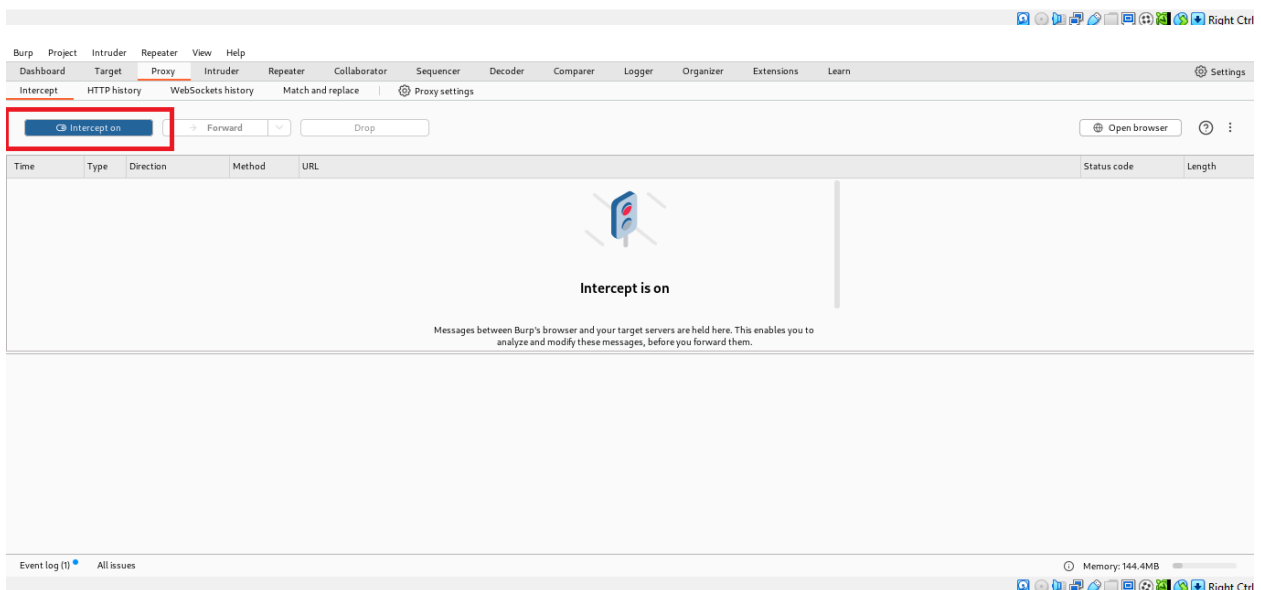 Right Ctrl
Burp Project Intruder Repeater View Help
Dashboard Target Proxy Intruder Repeater Collaborator Sequencer Decoder Comparer Logger Organizer Extensions Learn Settings
Intercept HTTP history WebSockets history Match and replace Proxy settings
Intercept on Forward Drop Open browser
Time Type Direction Method URL Status code Length
Intercept is on
Messages between Burp's browser and your target servers are held here. This enables you to
analyze and modify these messages, before you forward them.
Event log (1) All issues Memory: 144.4MB
Right Ctrl